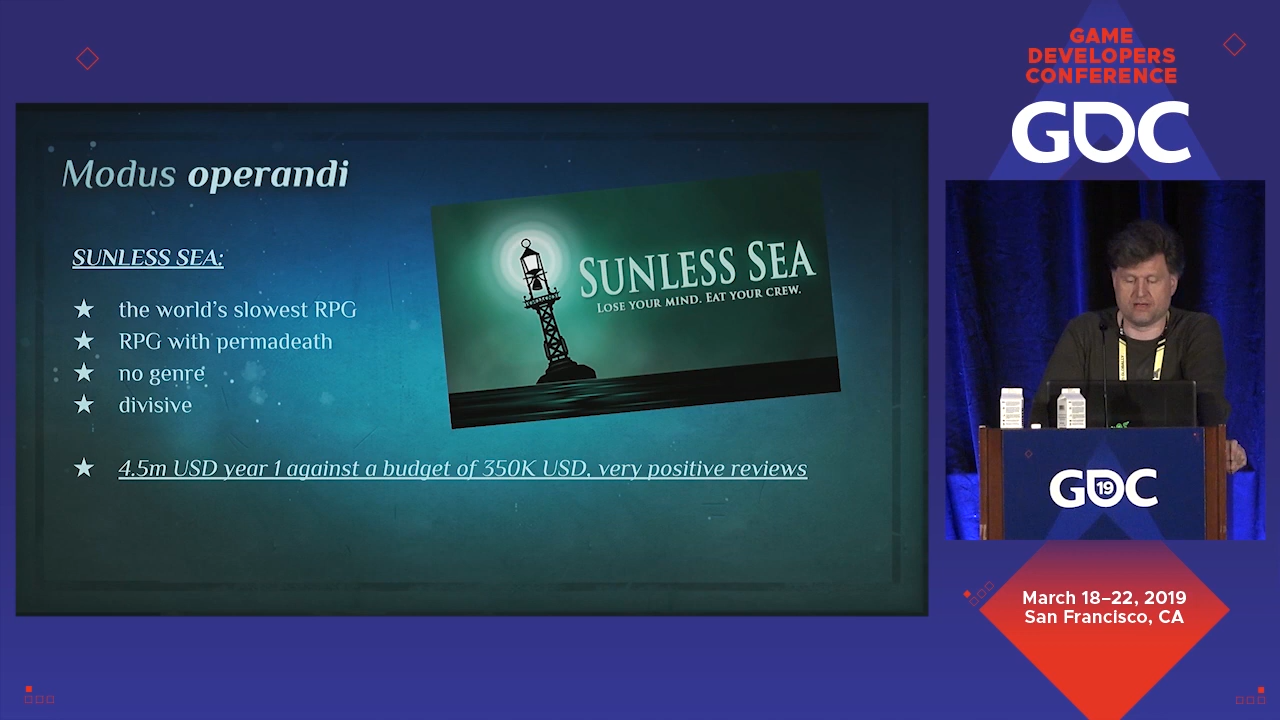 GAME
DEVELOPERS
CONFERENCE
GDC
Modus operandi
SUNLESS SEA:
★ the world's slowest RPG
★ RPG with permadeath
★ no genre
★ divisive
★ 4.5m USD year 1 against a budget of 350K USD, very positive reviews
SUNLESS SEA
LOSE YOUR MIND. EAT YOUR CREW.
GDC
19
March 18–22, 2019
San Francisco, CA